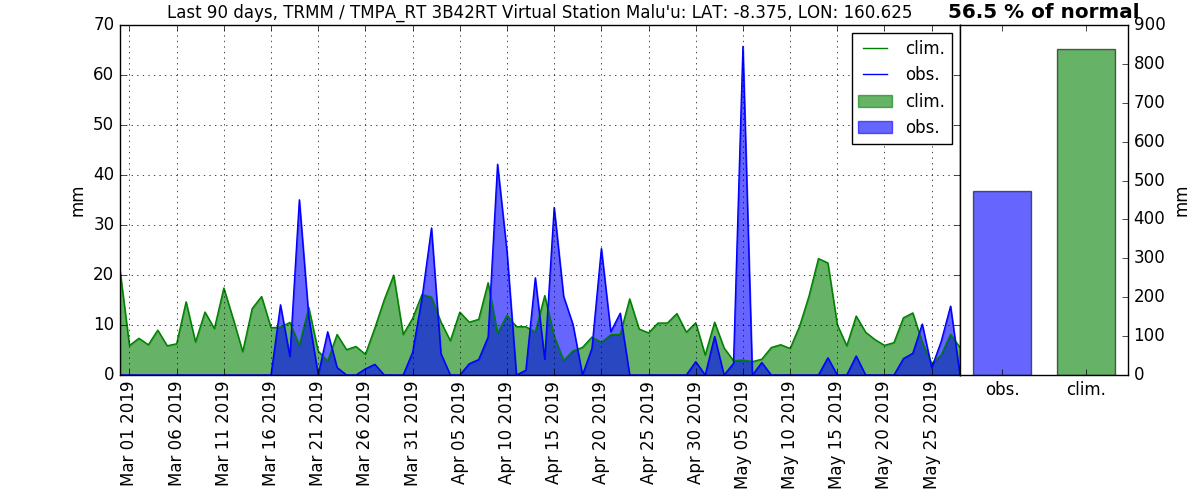 Last 90 days, TRMM / TMPA_RT 3B42RT Virtual Station Malu'u: LAT: -8.375, LON: 160.625
56.5 % of normal
70
60
50
40
30
20
10
0
mm
clim.
obs.
clim.
obs.
900
800
700
600
500
400
300
200
100
0
mm
Mar 01 2019
Mar 06 2019
Mar 11 2019
Mar 16 2019
Mar 21 2019
Mar 26 2019
Mar 31 2019
Apr 05 2019
Apr 10 2019
Apr 15 2019
Apr 20 2019
Apr 25 2019
Apr 30 2019
May 05 2019
May 10 2019
May 15 2019
May 20 2019
May 25 2019
obs.
clim.